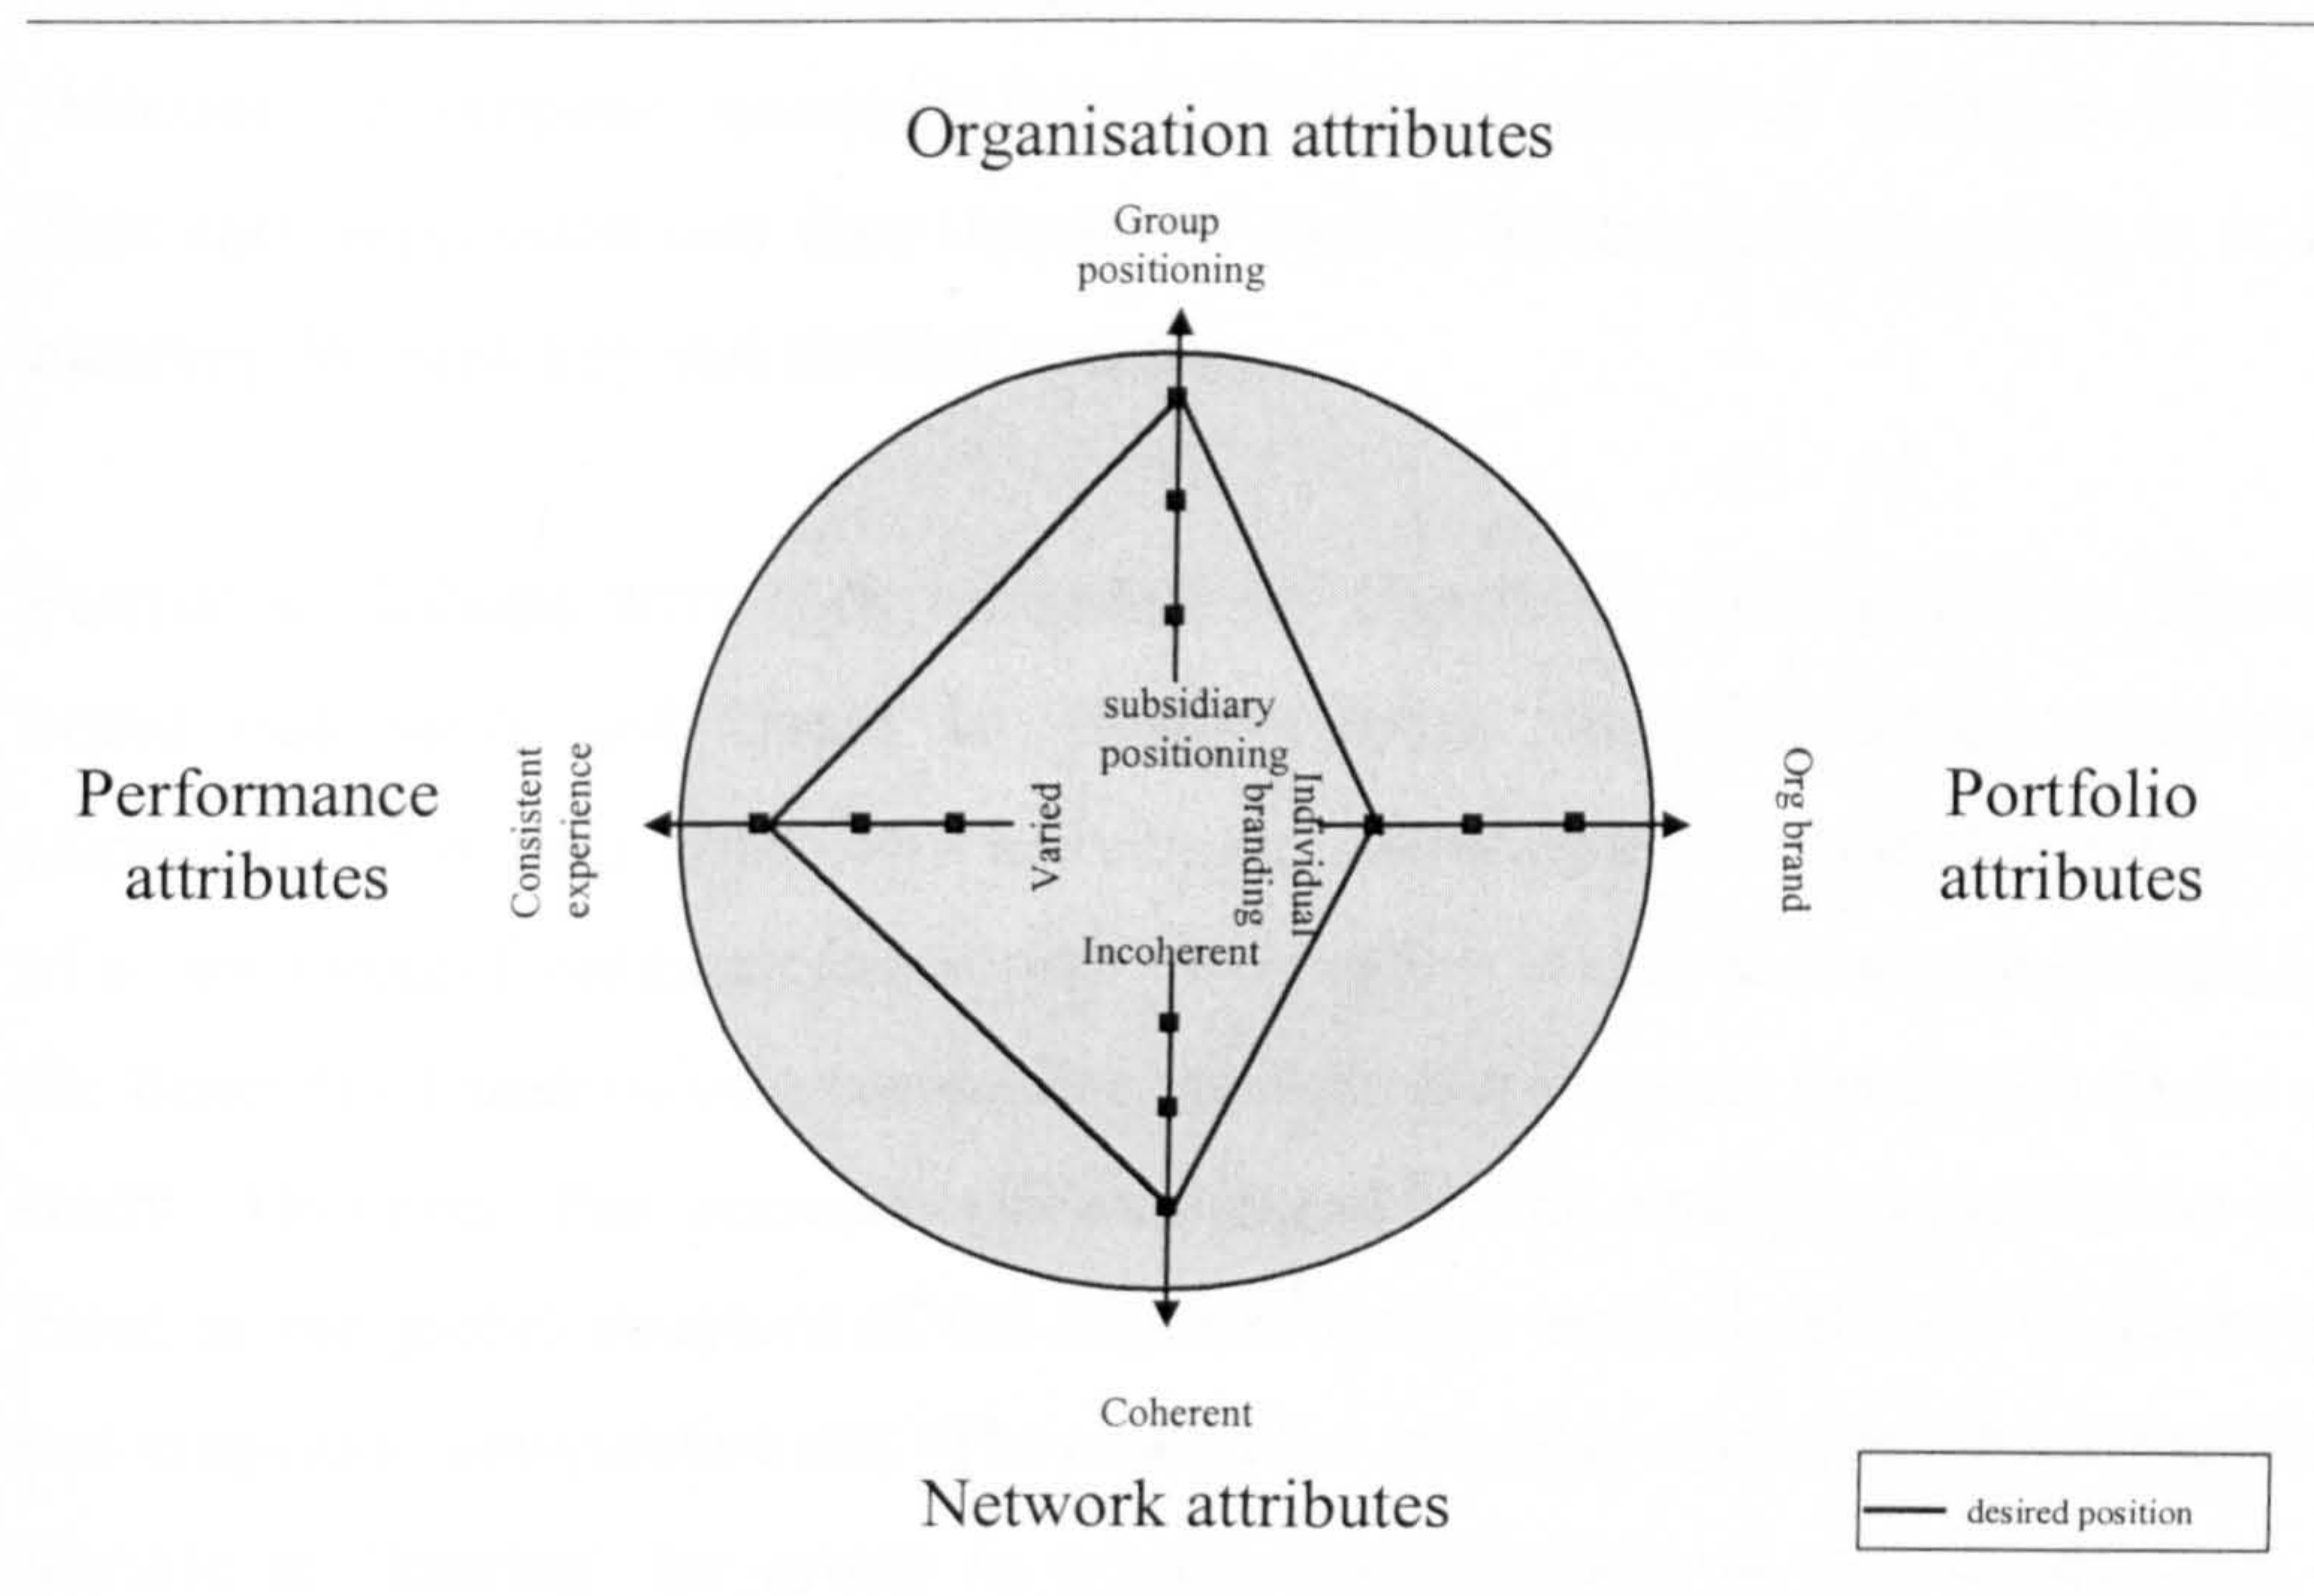 Organisation attributes
Group
positioning
subsidiary
positioning
Performance
attributes
Consistent
experience
Varied
Individual
branding
Org brand
Portfolio
attributes
Incoherent
Coherent
Network attributes
desired position